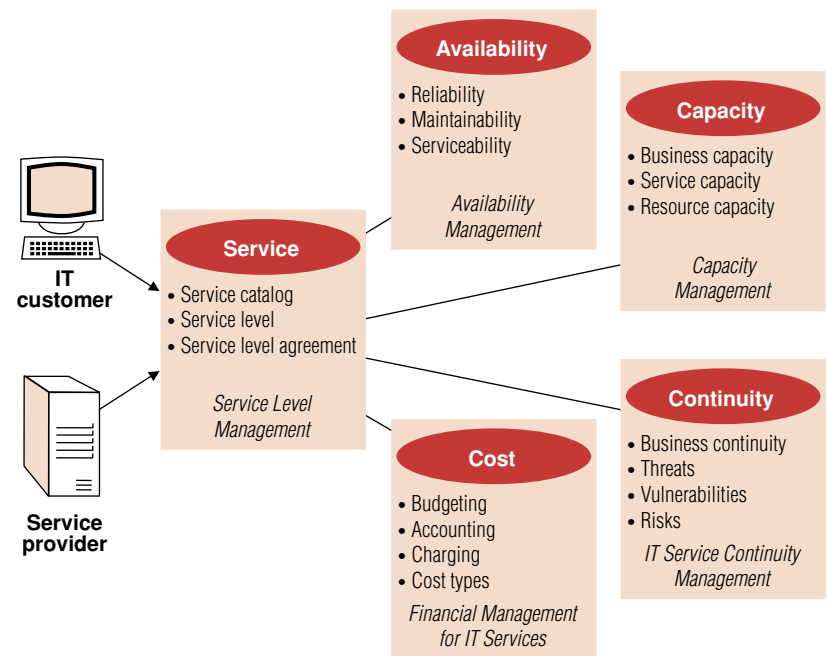 IT
customer
Service
provider
Service
• Service catalog
• Service level
• Service level agreement
Service Level
Management
Availability
• Reliability
• Maintainability
• Serviceability
Availability
Management
Capacity
• Business capacity
• Service capacity
• Resource capacity
Capacity
Management
Continuity
• Business continuity
• Threats
• Vulnerabilities
• Risks
IT Service Continuity
Management
Cost
• Budgeting
• Accounting
• Charging
• Cost types
Financial Management
for IT Services